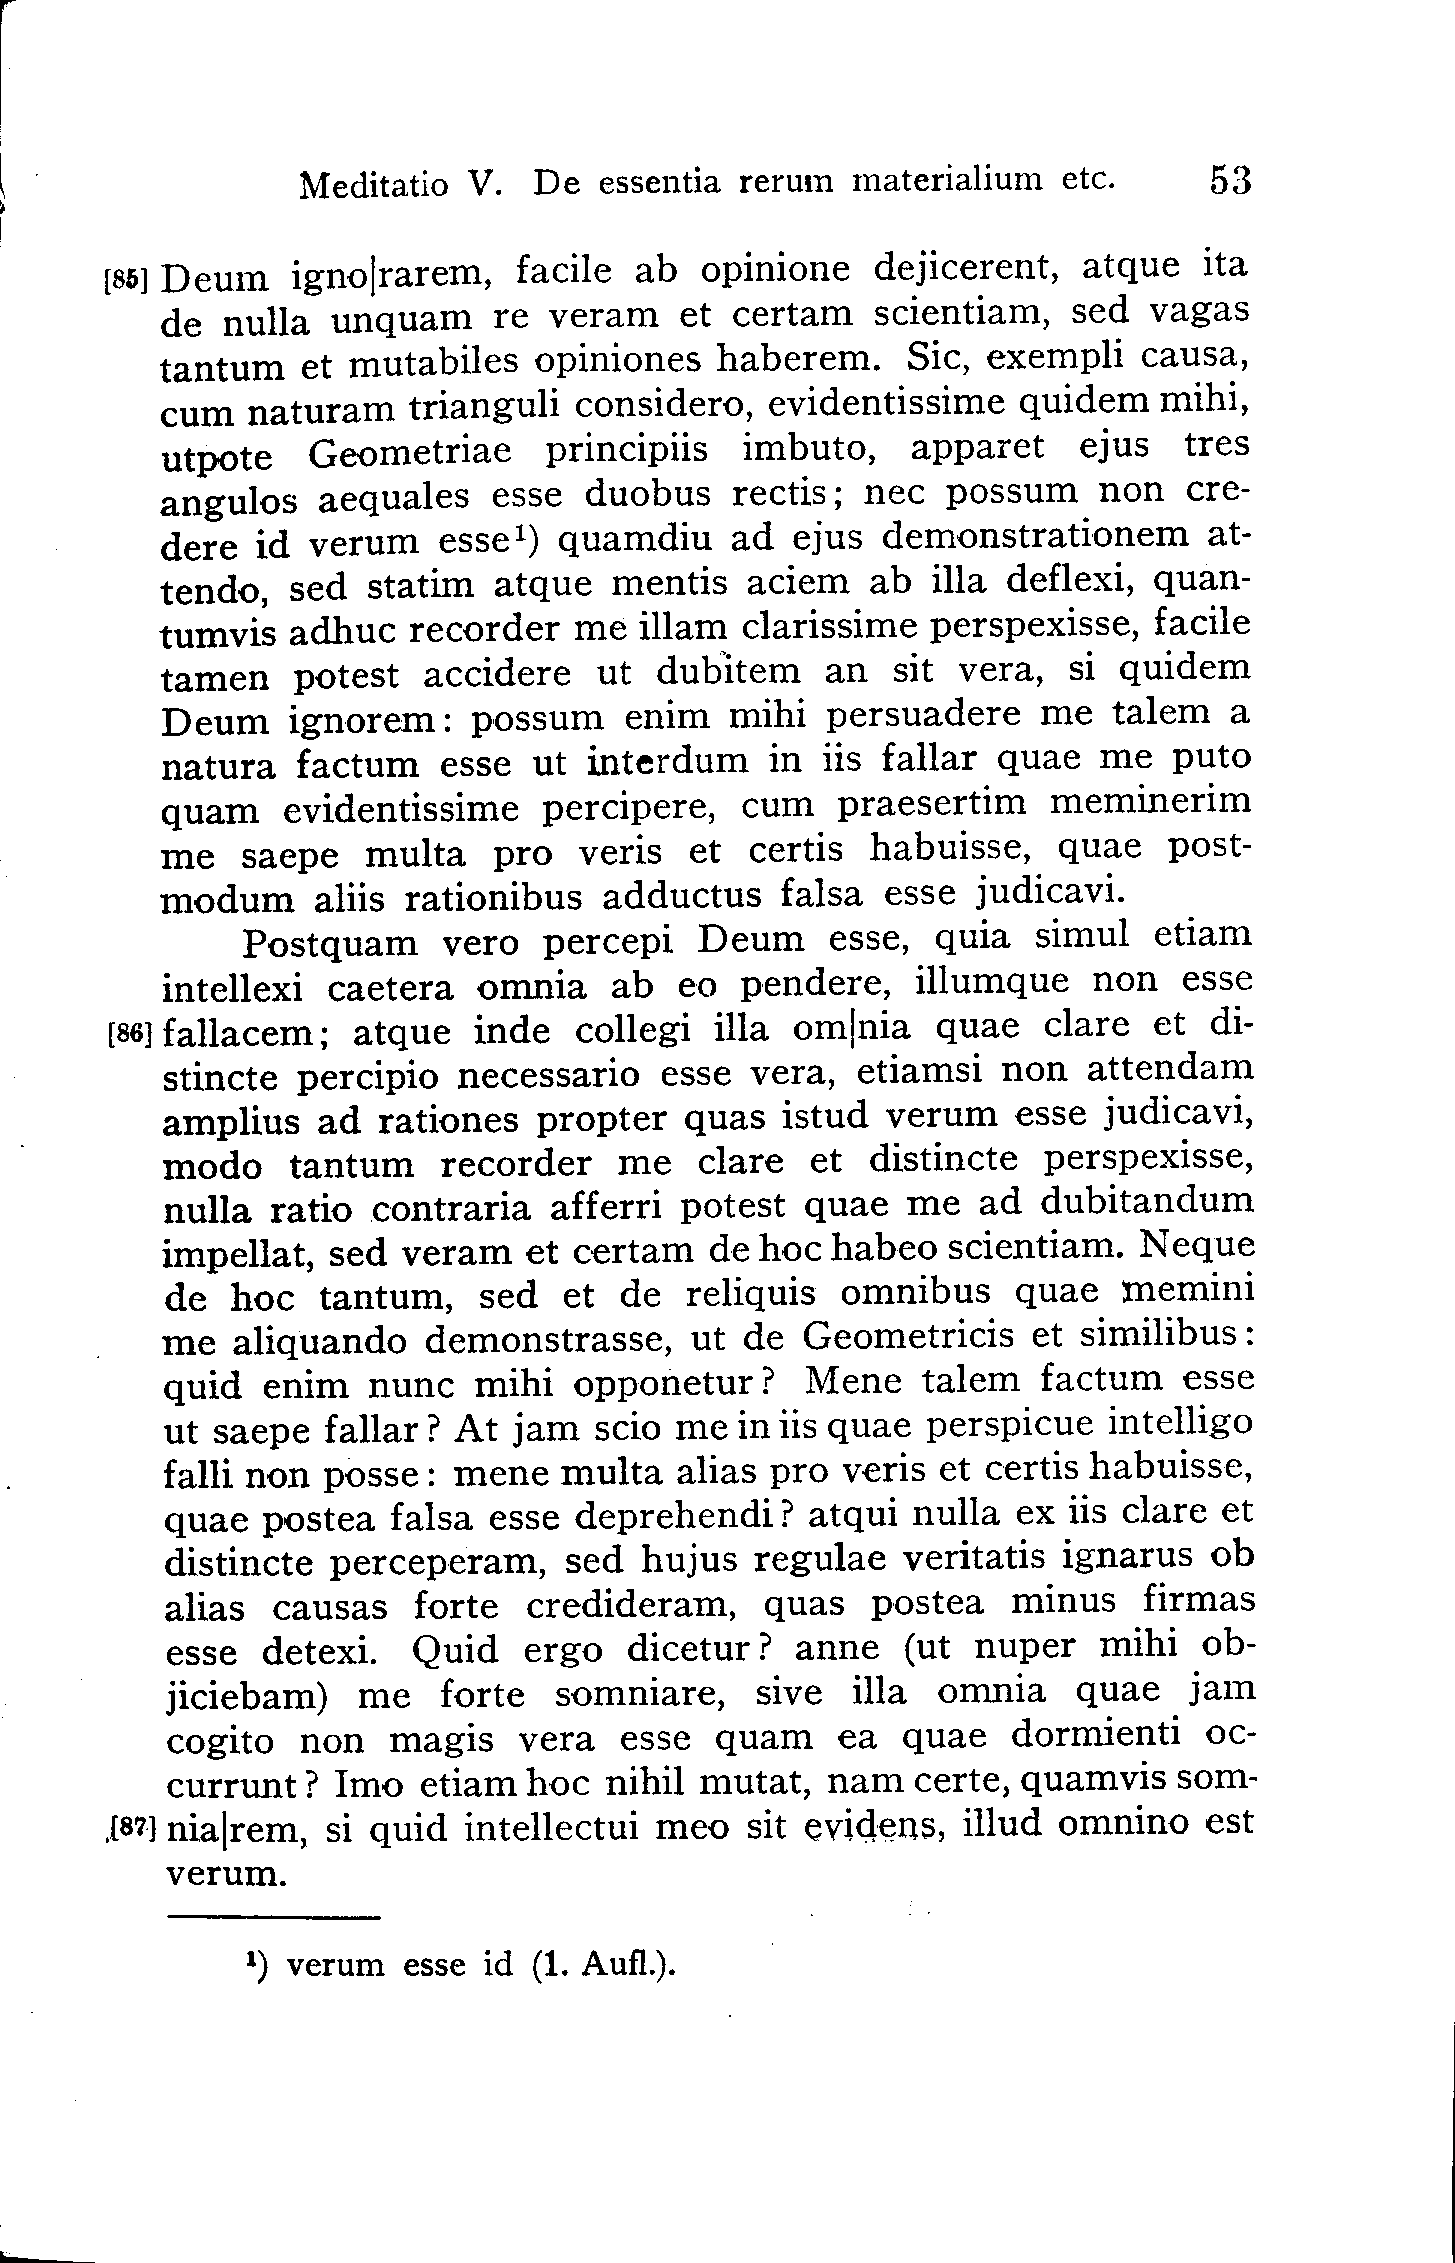 Meditatio V. De essentia rerum materialium etc. 53
[85] Deum igno|rarem, facile ab opinione dejicerent, atque ita
de nulla unquam re veram et certam scientiam, sed vagas
tantum et mutabiles opiniones haberem. Sic, exempli causa,
cum naturam trianguli considero, evidentissime quidem mihi,
utpote Geometriae principiis imbuto, apparet ejus tres
angulos aequales esse duobus rectis; nec possum non cre-
dere id verum esse¹) quamdiu ad ejus demonstrationem at-
tendo, sed statim atque mentis aciem ab illa deflexi, quan-
tumvis adhuc recorder me illam clarissime perspexisse, facile
tamen potest accidere ut dubitem an sit vera, si quidem
Deum ignorem: possum enim mihi persuadere me talem a
natura factum esse ut interdum in iis fallar quae me puto
quam evidentissime percipere, cum praesertim meminerim
me saepe multa pro veris et certis habuisse, quae post-
modum aliis rationibus adductus falsa esse judicavi.
Postquam vero percepi Deum esse, quia simul etiam
intellexi caetera omnia ab eo pendere, illumque non esse
[86] fallacem; atque inde collegi illa om|nia quae clare et di-
stincte percipio necessario esse vera, etiamsi non attendam
amplius ad rationes propter quas istud verum esse judicavi,
modo tantum recorder me clare et distincte perspexisse,
nulla ratio contraria afferri potest quae me ad dubitandum
impellat, sed veram et certam de hoc habeo scientiam. Neque
de hoc tantum, sed et de reliquis omnibus quae memini
me aliquando demonstrasse, ut de Geometricis et similibus:
quid enim nunc mihi opponetur? Mene talem factum esse
ut saepe fallar? At jam scio me in iis quae perspicue intelligo
falli non posse: mene multa alias pro veris et certis habuisse,
quae postea falsa esse deprehendi? atqui nulla ex iis clare et
distincte perceperam, sed hujus regulae veritatis ignarus ob
alias causas forte credideram, quas postea minus firmas
esse detexi. Quid ergo dicetur? anne (ut nuper mihi ob-
jiciebam) me forte somniare, sive illa omnia quae jam
cogito non magis vera esse quam ea quae dormienti oc-
currunt? Imo etiam hoc nihil mutat, nam certe, quamvis som-
[87] nia|rem, si quid intellectui meo sit evidens, illud omnino est
verum.
¹) verum esse id (1. Aufl.).